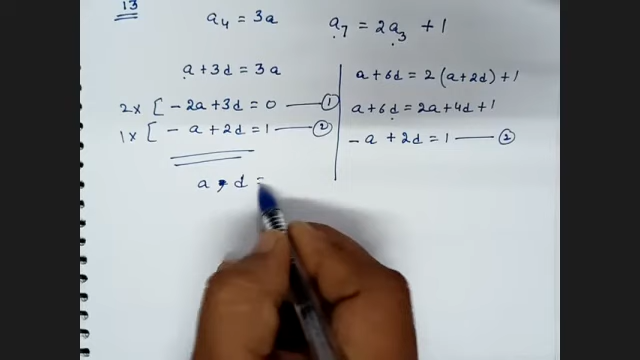 13
a₄ = 3a
a₇ = 2a₃ + 1
a + 3d = 3a
2x [ - 2a + 3d = 0 —— ①
1x [ - a + 2d = 1 —— ②
a + 6d = 2(a+2d) + 1
a + 6d = 2a + 4d + 1
- a + 2d = 1 —— ②
a , d =